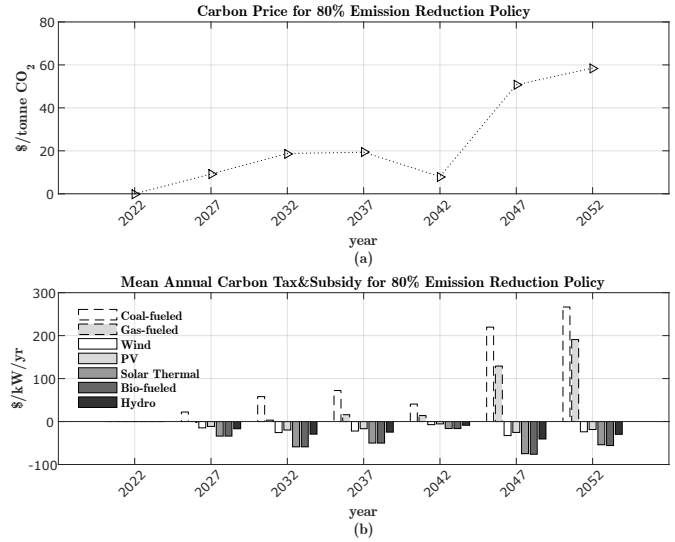 Carbon Price for 80% Emission Reduction Policy
80
60
40
20
0
$/tonne CO₂
2022 2027 2032 2037 2042 2047 2052
year
(a)
Mean Annual Carbon Tax&Subsidy for 80% Emission Reduction Policy
300
200
100
0
-100
$/kW/yr
Coal-fueled
Gas-fueled
Wind
PV
Solar Thermal
Bio-fueled
Hydro
2022 2027 2032 2037 2042 2047 2052
year
(b)